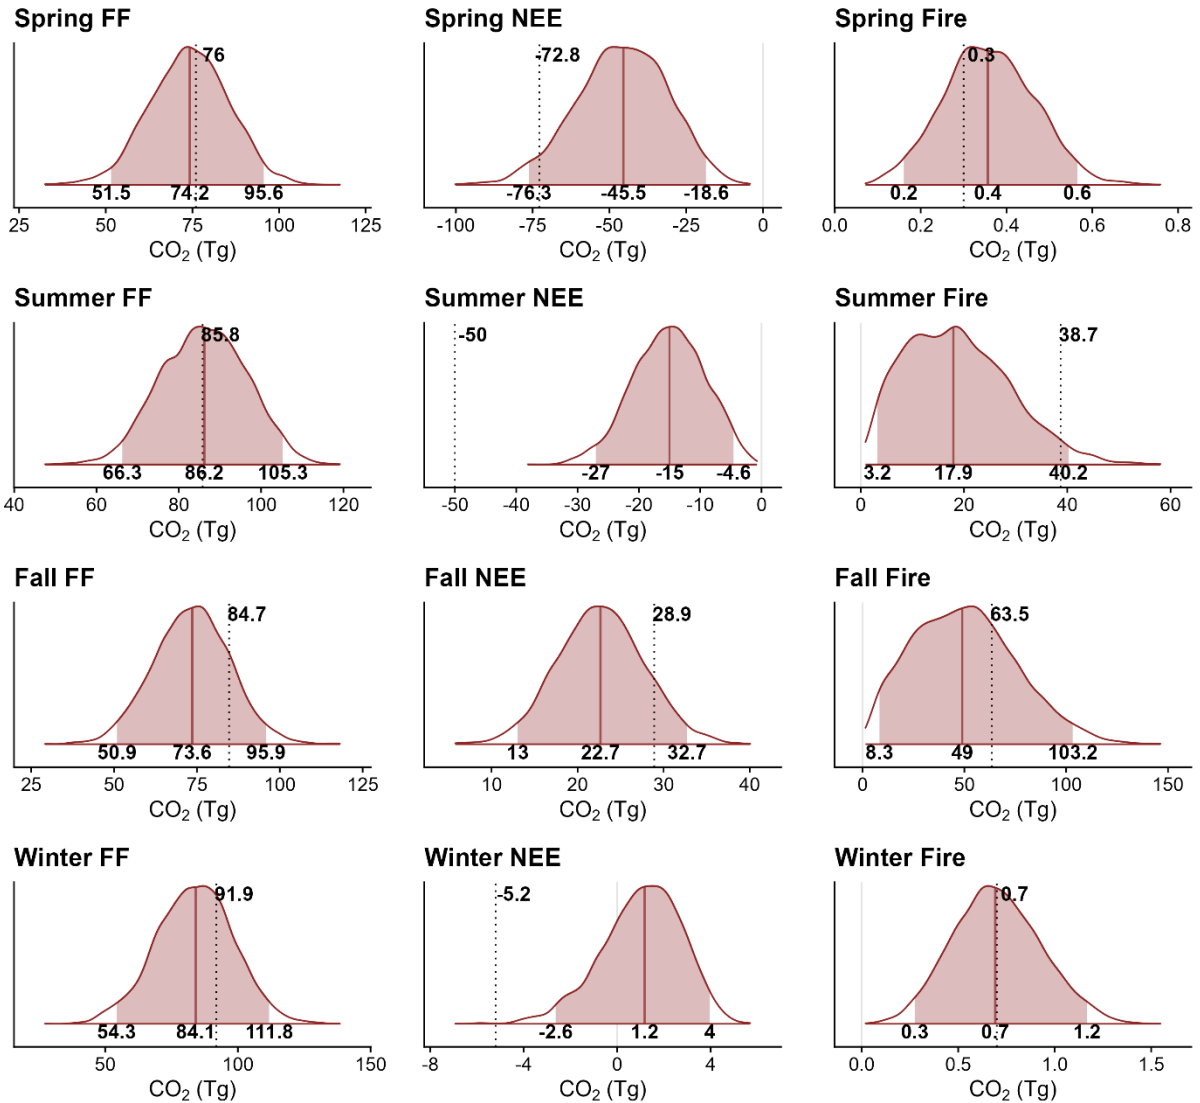 Spring FF Spring NEE Spring Fire
76 -72.8 0.3
51.5 74.2 95.6 -76.3 -45.5 -18.6 0.2 0.4 0.6
25 50 75 100 125 -100 -75 -50 -25 0 0.0 0.2 0.4 0.6 0.8
CO₂ (Tg) CO₂ (Tg) CO₂ (Tg)
Summer FF Summer NEE Summer Fire
85.8 -50 38.7
66.3 86.2 105.3 -27 -15 -4.6 3.2 17.9 40.2
40 60 80 100 120 -50 -40 -30 -20 -10 0 0 20 40 60
CO₂ (Tg) CO₂ (Tg) CO₂ (Tg)
Fall FF Fall NEE Fall Fire
84.7 28.9 63.5
50.9 73.6 95.9 13 22.7 32.7 8.3 49 103.2
25 50 75 100 125 10 20 30 40 0 50 100 150
CO₂ (Tg) CO₂ (Tg) CO₂ (Tg)
Winter FF Winter NEE Winter Fire
91.9 -5.2 0.7
54.3 84.1 111.8 -2.6 1.2 4 0.3 0.7 1.2
50 100 150 -8 -4 0 4 0.0 0.5 1.0 1.5
CO₂ (Tg) CO₂ (Tg) CO₂ (Tg)